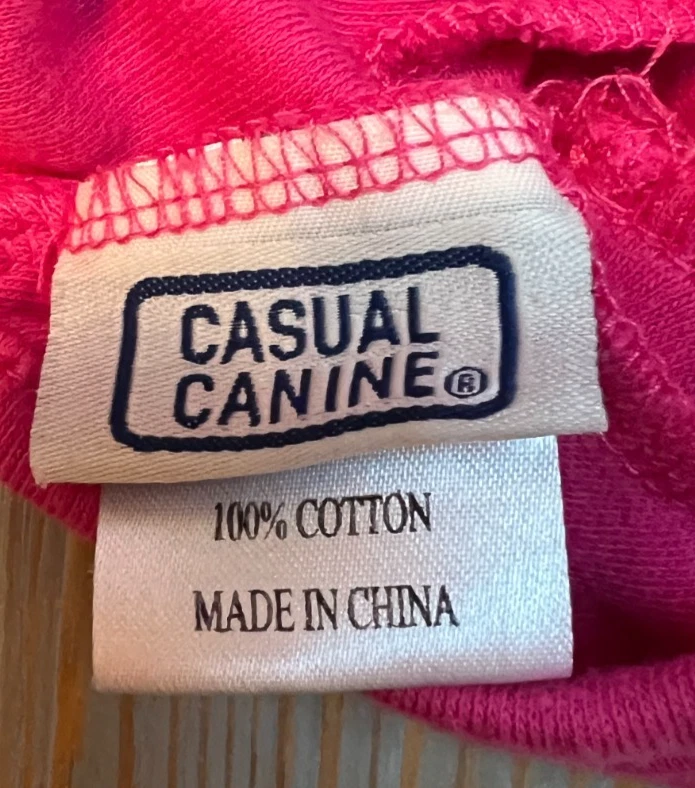 CASUAL
CANINE®
100% COTTON
MADE IN CHINA